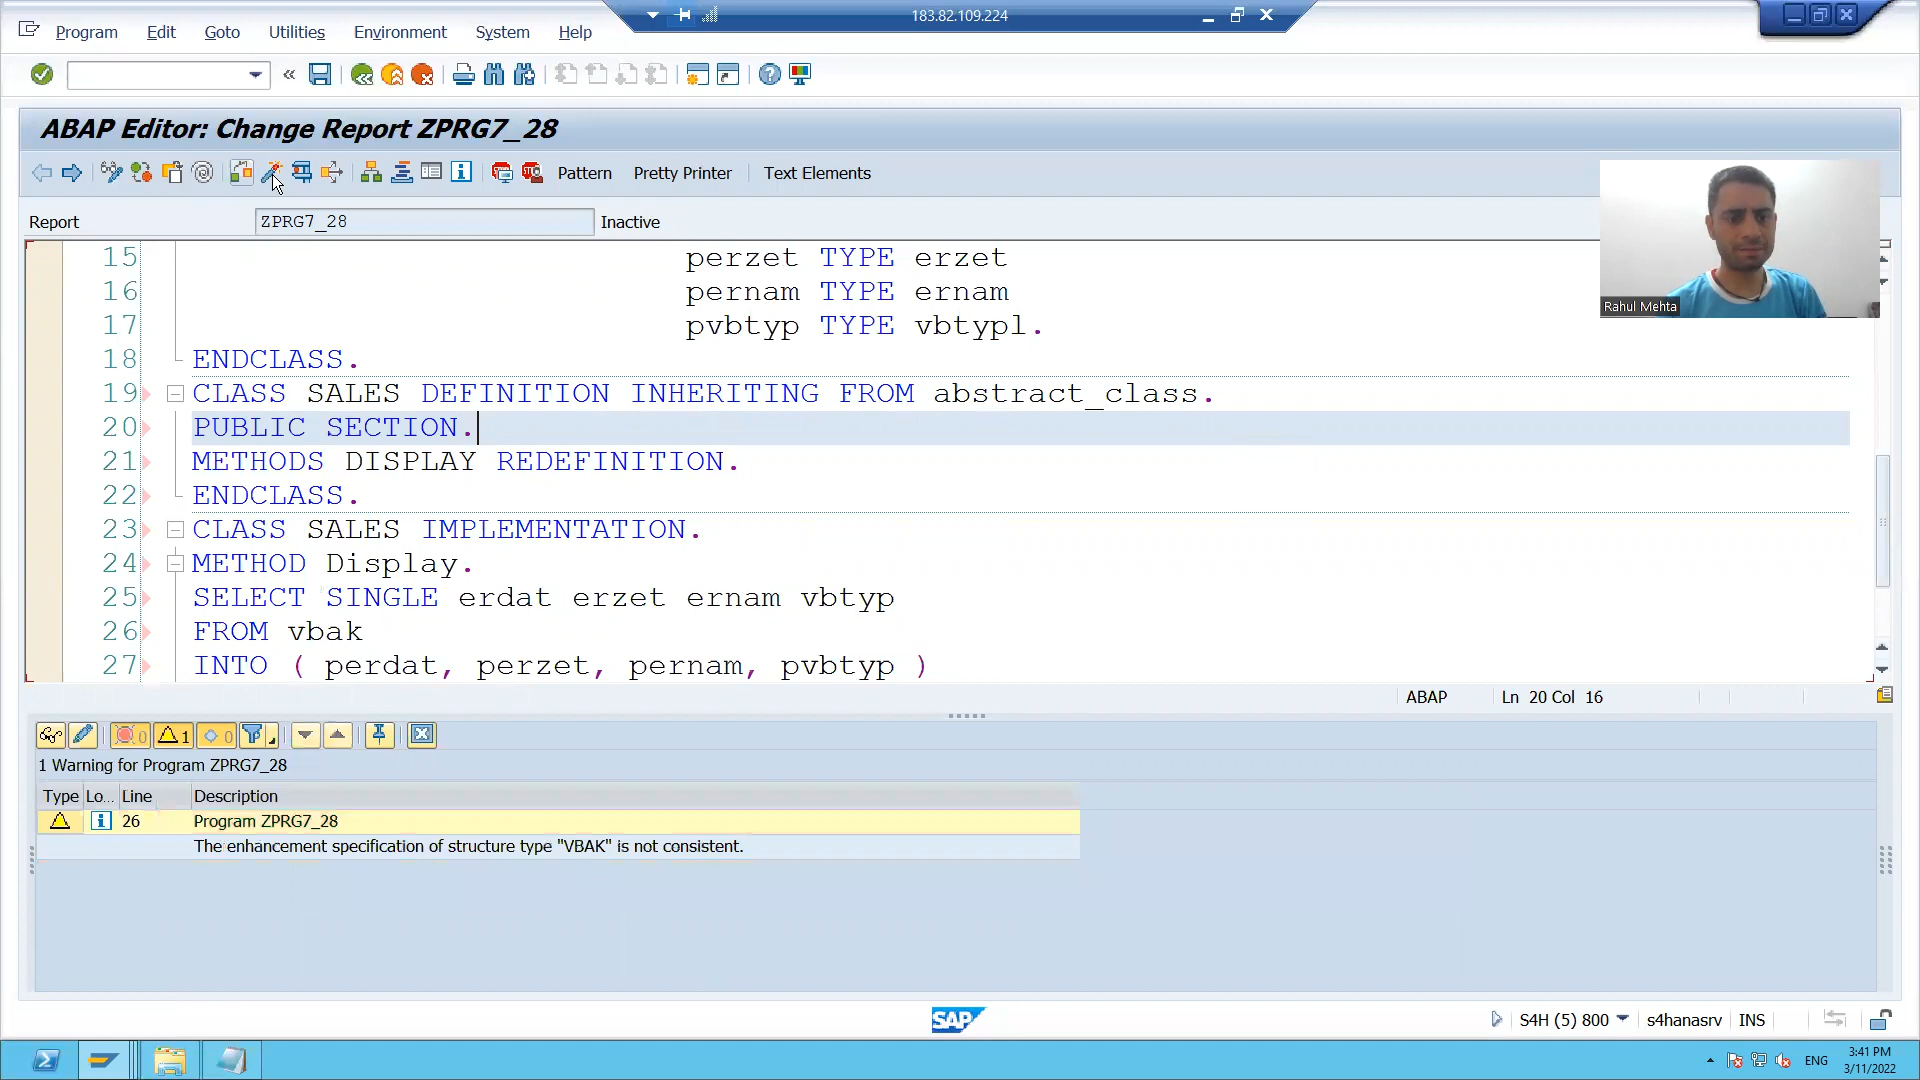 183.82.109.224
Program Edit Goto Utilities Environment System Help
ABAP Editor: Change Report ZPRG7_28
Pattern Pretty Printer Text Elements
Report ZPRG7_28 Inactive
15 perzet TYPE erzet
16 pernam TYPE ernam
17 pvbtyp TYPE vbtypl.
18 ENDCLASS.
19 CLASS SALES DEFINITION INHERITING FROM abstract_class.
20 PUBLIC SECTION.
21 METHODS DISPLAY REDEFINITION.
22 ENDCLASS.
23 CLASS SALES IMPLEMENTATION.
24 METHOD Display.
25 SELECT SINGLE erdat erzet ernam vbtyp
26 FROM vbak
27 INTO ( perdat, perzet, pernam, pvbtyp )
Rahul Mehta
ABAP Ln 20 Col 16
0 1 0
1 Warning for Program ZPRG7_28
Type Lo... Line Description
26 Program ZPRG7_28
The enhancement specification of structure type "VBAK" is not consistent.
SAP
S4H (5) 800 s4hanasrv INS
ENG
3:41 PM
3/11/2022